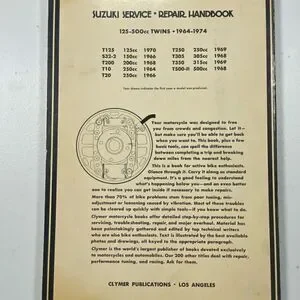 SUZUKI SERVICE • REPAIR HANDBOOK
125-500cc TWINS • 1964-1974
T125 125cc 1970 T250 250cc 1969
S32-2 150cc 1966 T305 305cc 1968
T200 200cc 1968 T350 315cc 1969
T10 250cc 1964 T500-II 500cc 1968
T20 250cc 1966
Year shown indicates the first year a model was produced.
Your motorcycle was designed to free
you from crowds and congestion. Let it—
but make sure you'll be able to get back
when you want to. This book, plus a few
basic tools, can spell the difference
between completing a trip and breaking
down miles from the nearest help.
This is a book for active bike enthusiasts.
Glance through it. Carry it along as standard
equipment. It's a good feeling to understand
what's happening below you—and an even better
one to realize you can get inside if necessary to make repairs.
More than 70% of bike problems stem from poor tuning, mis-
adjustment or loosening caused by vibration. Most of these troubles
can be cleared up quickly with simple tools—if you know what to do.
Clymer motorcycle books offer detailed step-by-step procedures for
servicing, troubleshooting, repair, and major overhaul. Material has
been painstakingly gathered and edited by top technical writers
who are also bike enthusiasts. Text is illustrated by the best available
photos and drawings, all keyed to the appropriate paragraph.
Clymer is the world's largest publisher of books devoted exclusively
to motorcycles and automobiles. Our 200 other titles deal with repair,
performance tuning, and racing. Ask for them.
CLYMER PUBLICATIONS • LOS ANGELES